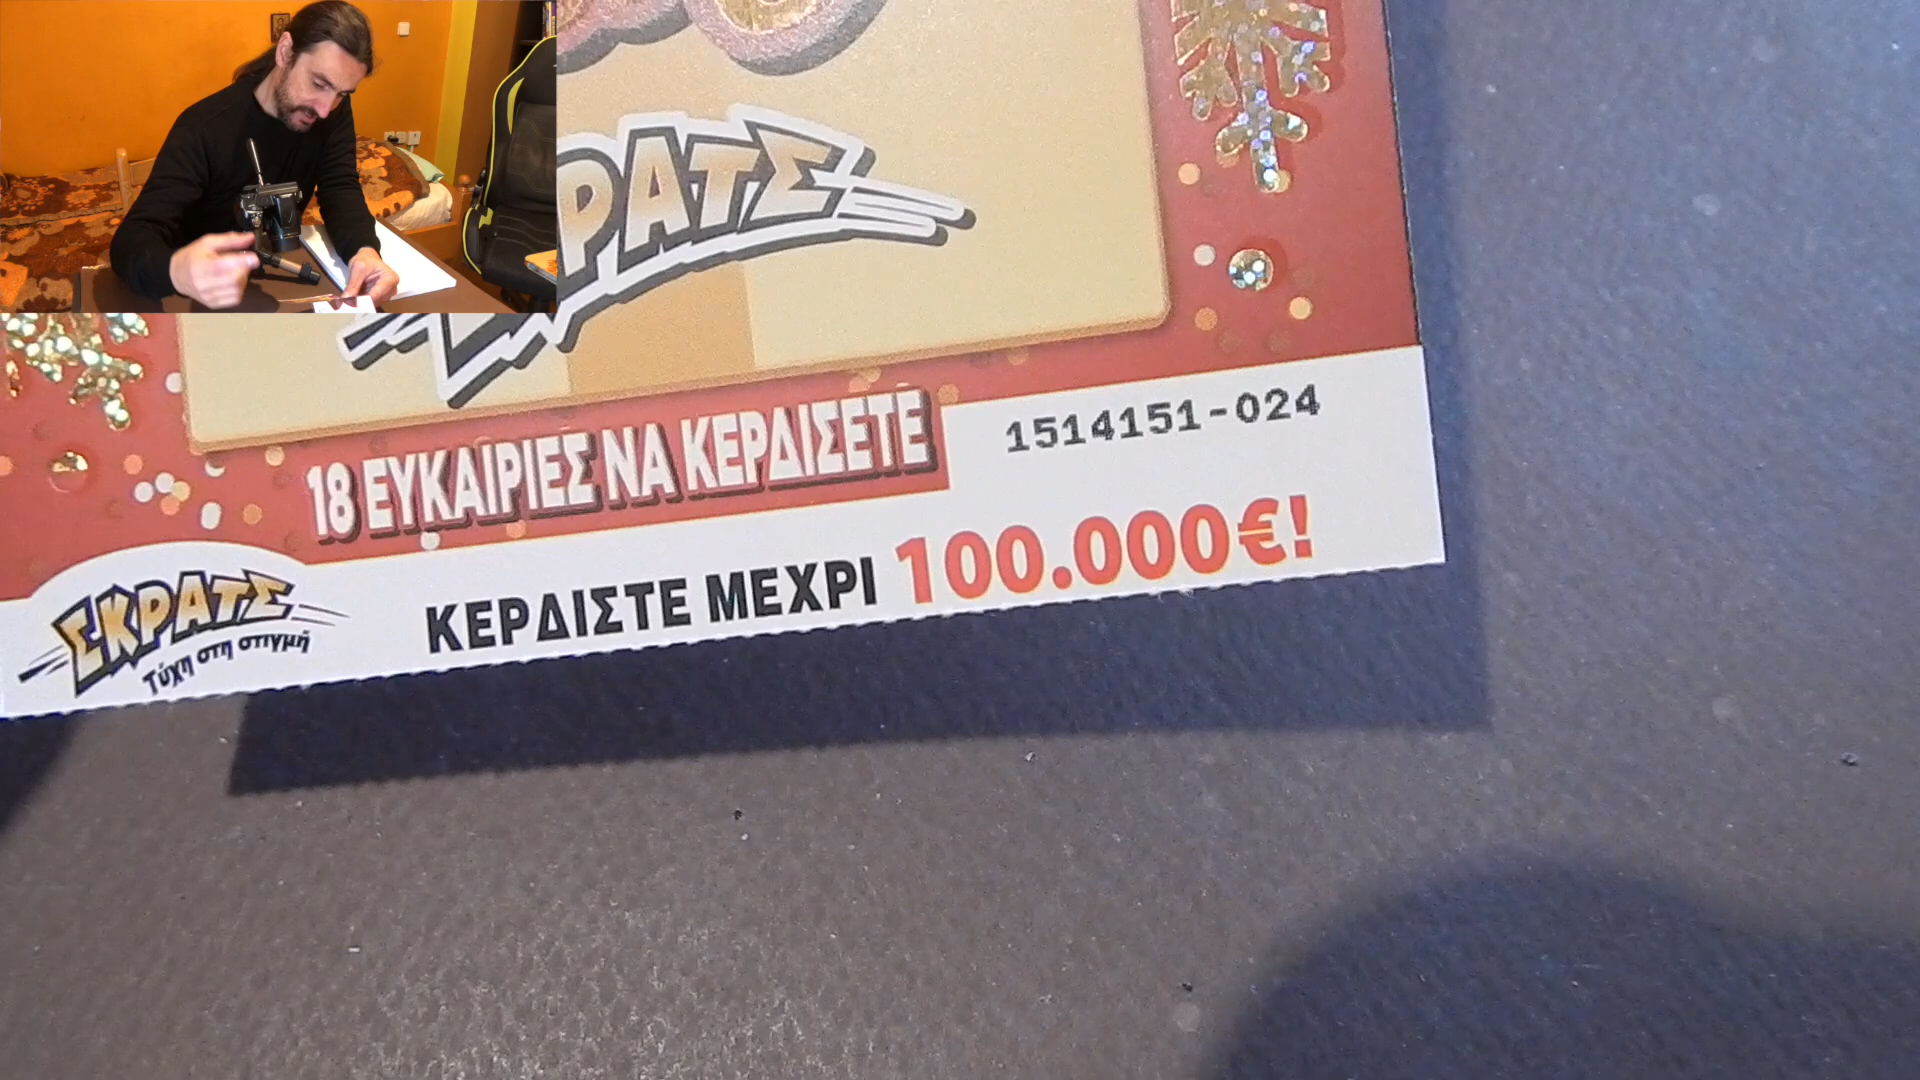 ΣΚΡΑΤΣ
18 ΕΥΚΑΙΡΙΕΣ ΝΑ ΚΕΡΔΙΣΕΤΕ
1514151-024
ΚΕΡΔΙΣΤΕ ΜΕΧΡΙ 100.000€!
ΣΚΡΑΤΣ
Τύχη στη στιγμή